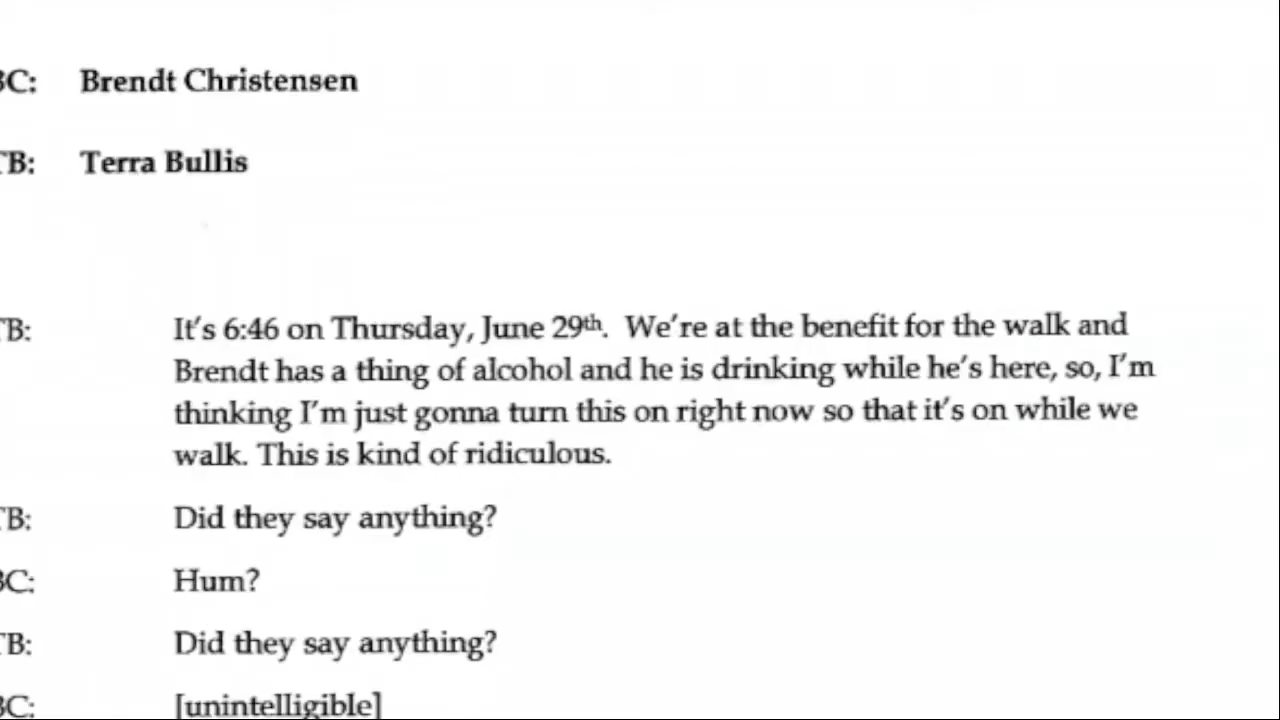 BC: Brendt Christensen
TB: Terra Bullis
TB: It's 6:46 on Thursday, June 29th. We're at the benefit for the walk and
Brendt has a thing of alcohol and he is drinking while he's here, so, I'm
thinking I'm just gonna turn this on right now so that it's on while we
walk. This is kind of ridiculous.
TB: Did they say anything?
BC: Hum?
TB: Did they say anything?
BC: [unintelligible]